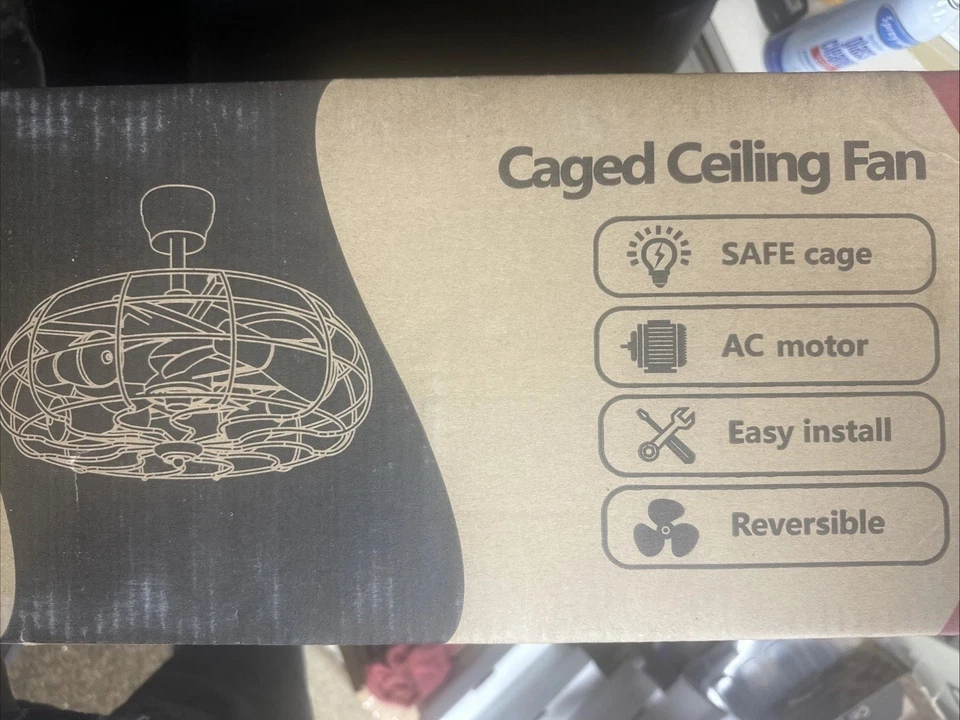 Caged Ceiling Fan
SAFE cage
AC motor
Easy install
Reversible